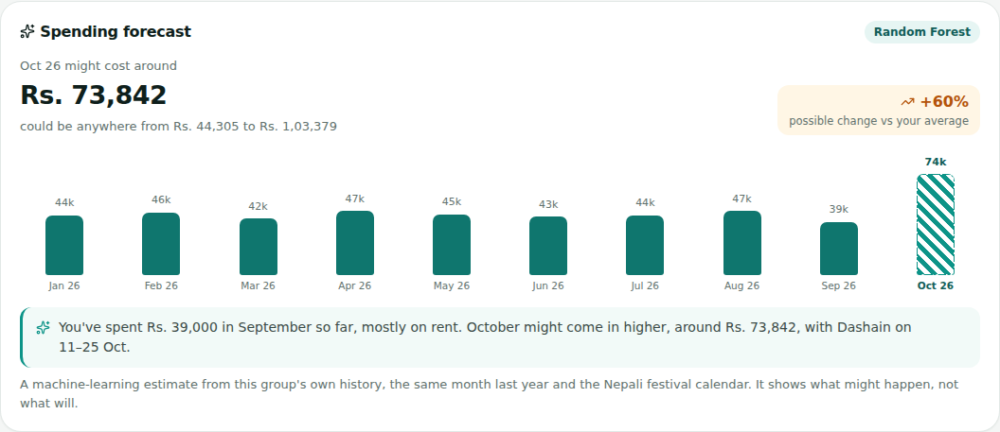 Spending forecast
Random Forest
Oct 26 might cost around
Rs. 73,842
could be anywhere from Rs. 44,305 to Rs. 1,03,379
+60%
possible change vs your average
44k
46k
42k
47k
45k
43k
44k
47k
39k
74k
Jan 26
Feb 26
Mar 26
Apr 26
May 26
Jun 26
Jul 26
Aug 26
Sep 26
Oct 26
You've spent Rs. 39,000 in September so far, mostly on rent. October might come in higher, around Rs. 73,842, with Dashain on
11–25 Oct.
A machine-learning estimate from this group's own history, the same month last year and the Nepali festival calendar. It shows what might happen, not
what will.